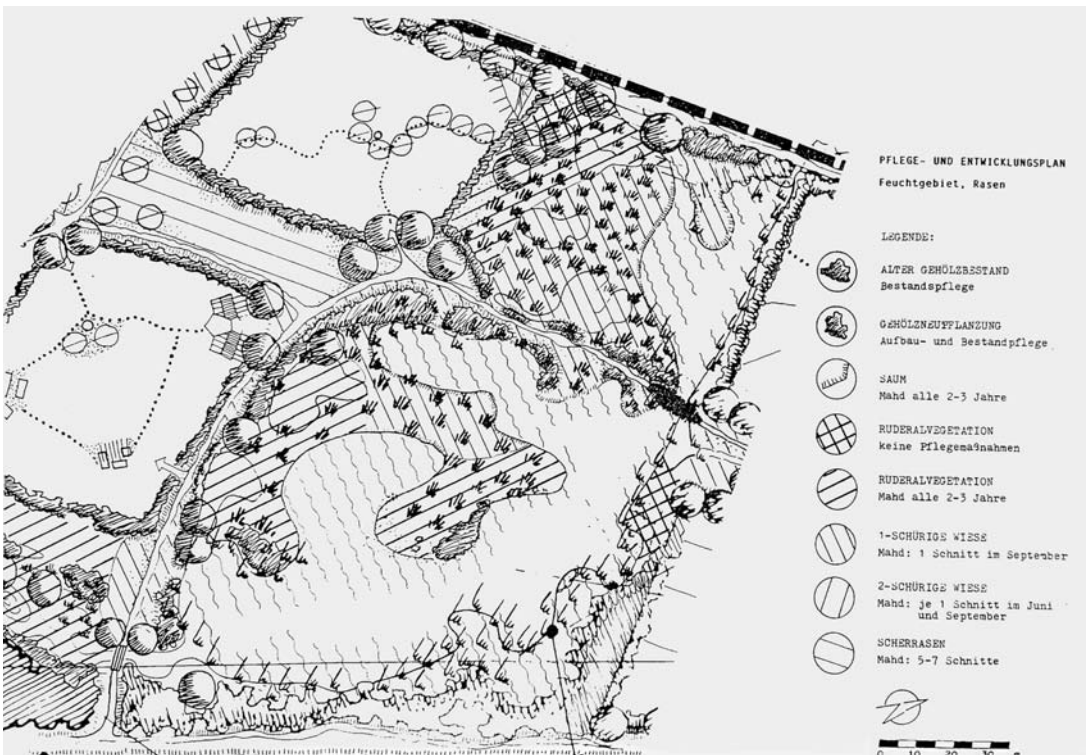 PFLEGE- UND ENTWICKLUNGSPLAN
Feuchtgebiet, Rasen
LEGENDE:
ALTER GEHÖLZBESTAND
Bestandspflege
GEHÖLZNEUPFLANZUNG
Aufbau- und Bestandpflege
SAUM
Mahd alle 2-3 Jahre
RUDERALVEGETATION
keine Pflegemaßnahmen
RUDERALVEGETATION
Mahd alle 2-3 Jahre
1-SCHÜRIGE WIESE
Mahd: 1 Schnitt im September
2-SCHÜRIGE WIESE
Mahd: je 1 Schnitt im Juni
und September
SCHERRASEN
Mahd: 5-7 Schnitte
0 10 20 30